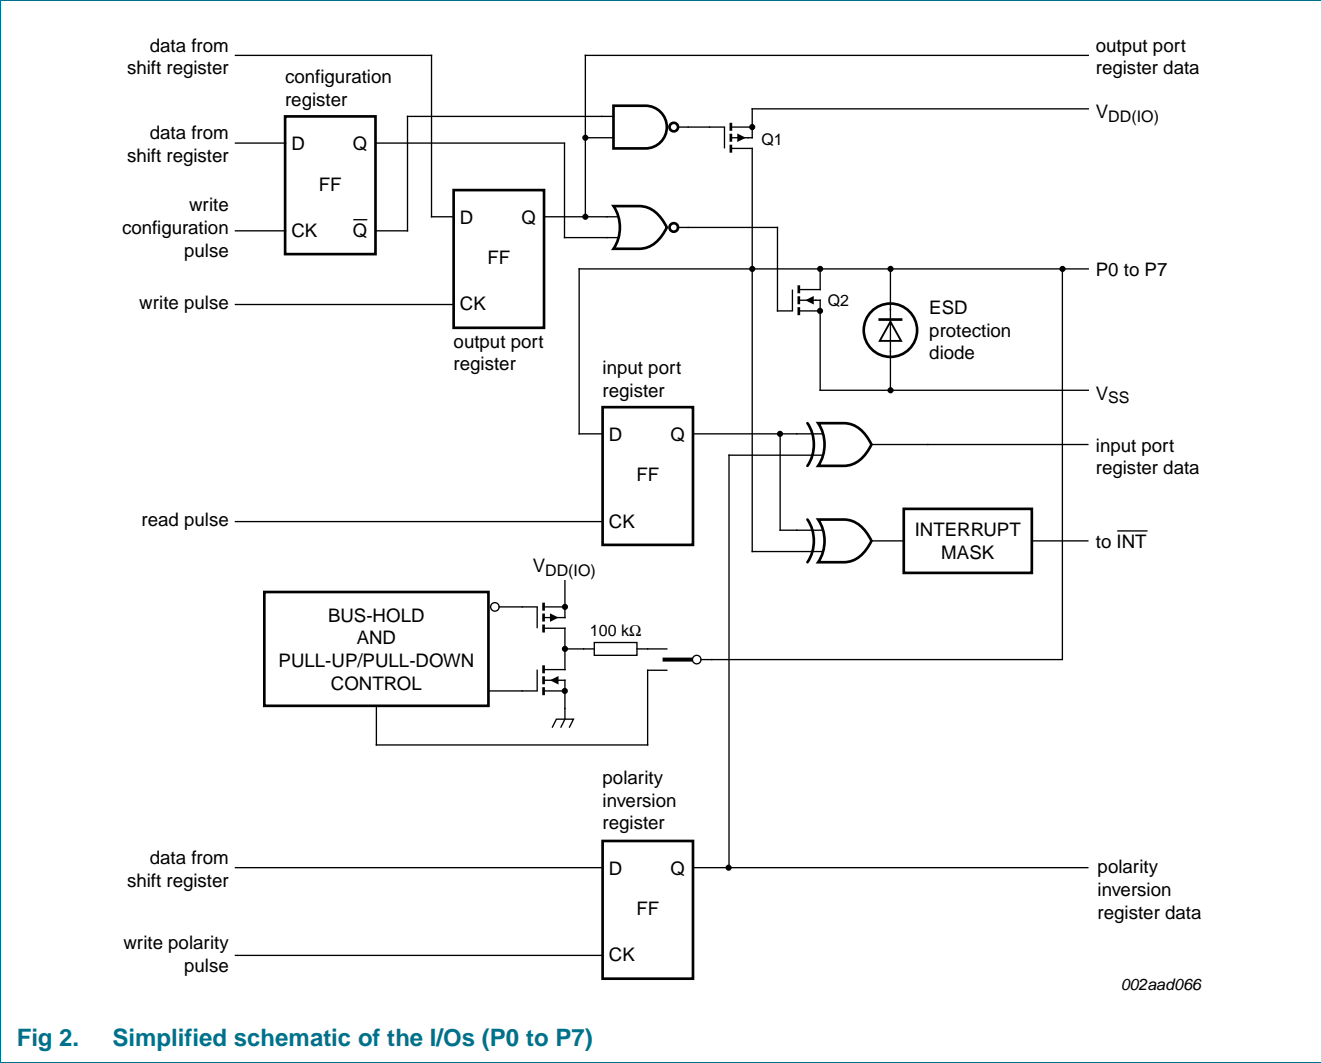 data from
shift register
output port
register data
configuration
register
VDD(IO)
data from
shift register
D
Q
Q1
FF
write
configuration
pulse
CK
Q̅
D
Q
FF
P0 to P7
write pulse
CK
Q2
ESD
protection
diode
output port
register
input port
register
VSS
D
Q
input port
register data
FF
read pulse
CK
INTERRUPT
MASK
to I̅N̅T̅
VDD(IO)
BUS-HOLD
AND
PULL-UP/PULL-DOWN
CONTROL
100 kΩ
polarity
inversion
register
data from
shift register
D
Q
polarity
inversion
register data
FF
write polarity
pulse
CK
002aad066
Fig 2. Simplified schematic of the I/Os (P0 to P7)